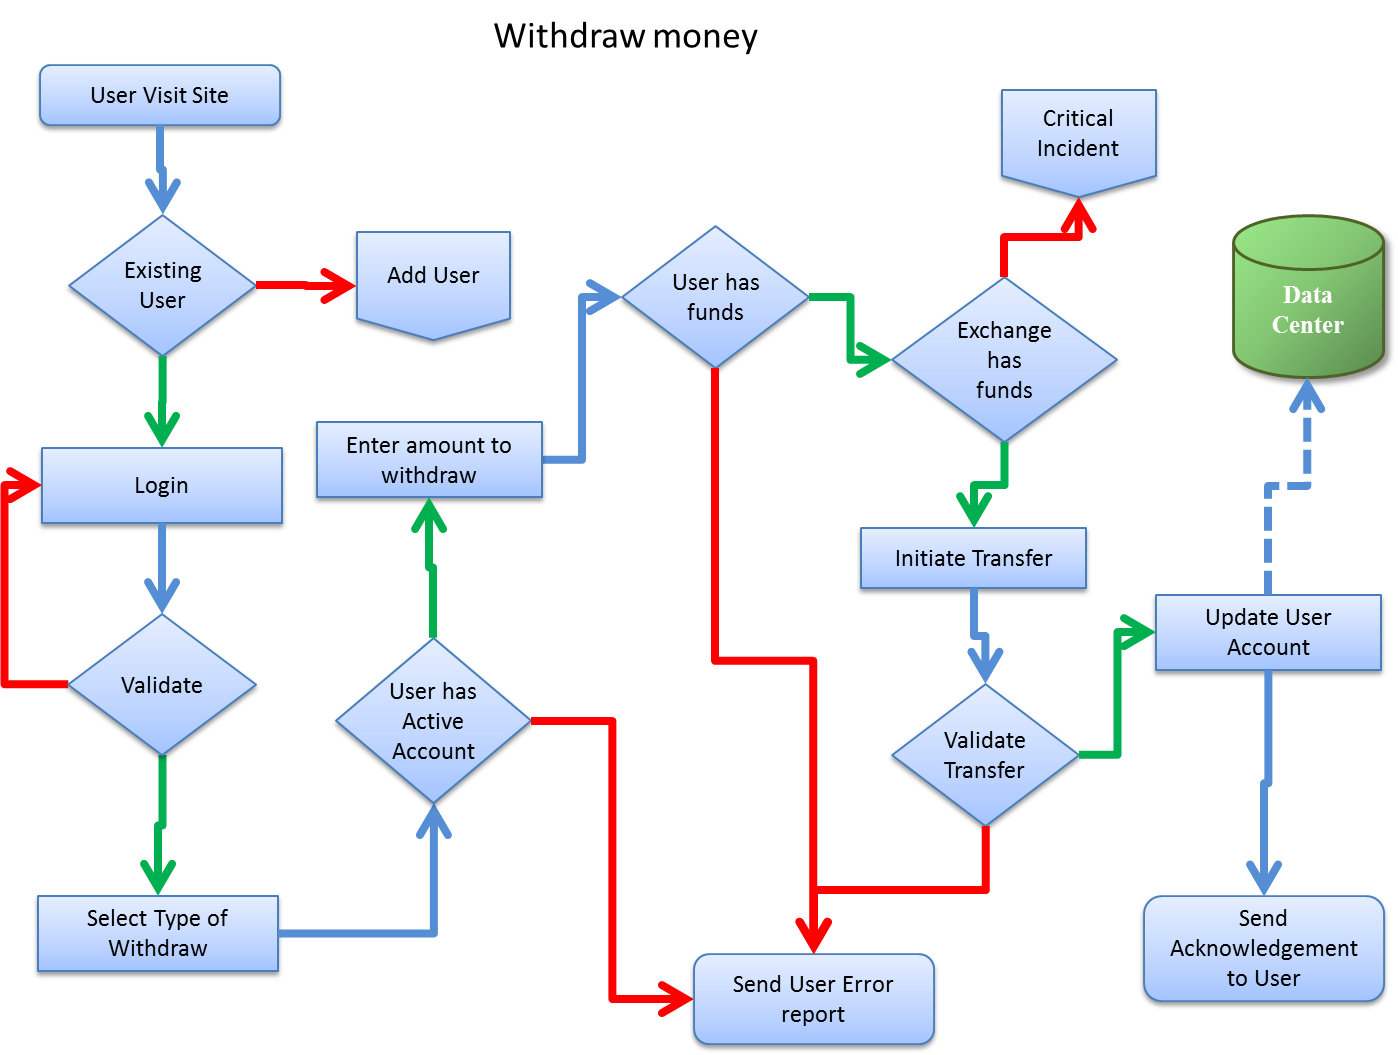 Withdraw money
User Visit Site
Existing
User
Add User
Login
Validate
Select Type of
Withdraw
User has
Active
Account
Enter amount to
withdraw
User has
funds
Exchange
has
funds
Critical
Incident
Initiate Transfer
Validate
Transfer
Send User Error
report
Update User
Account
Data
Center
Send
Acknowledgement
to User